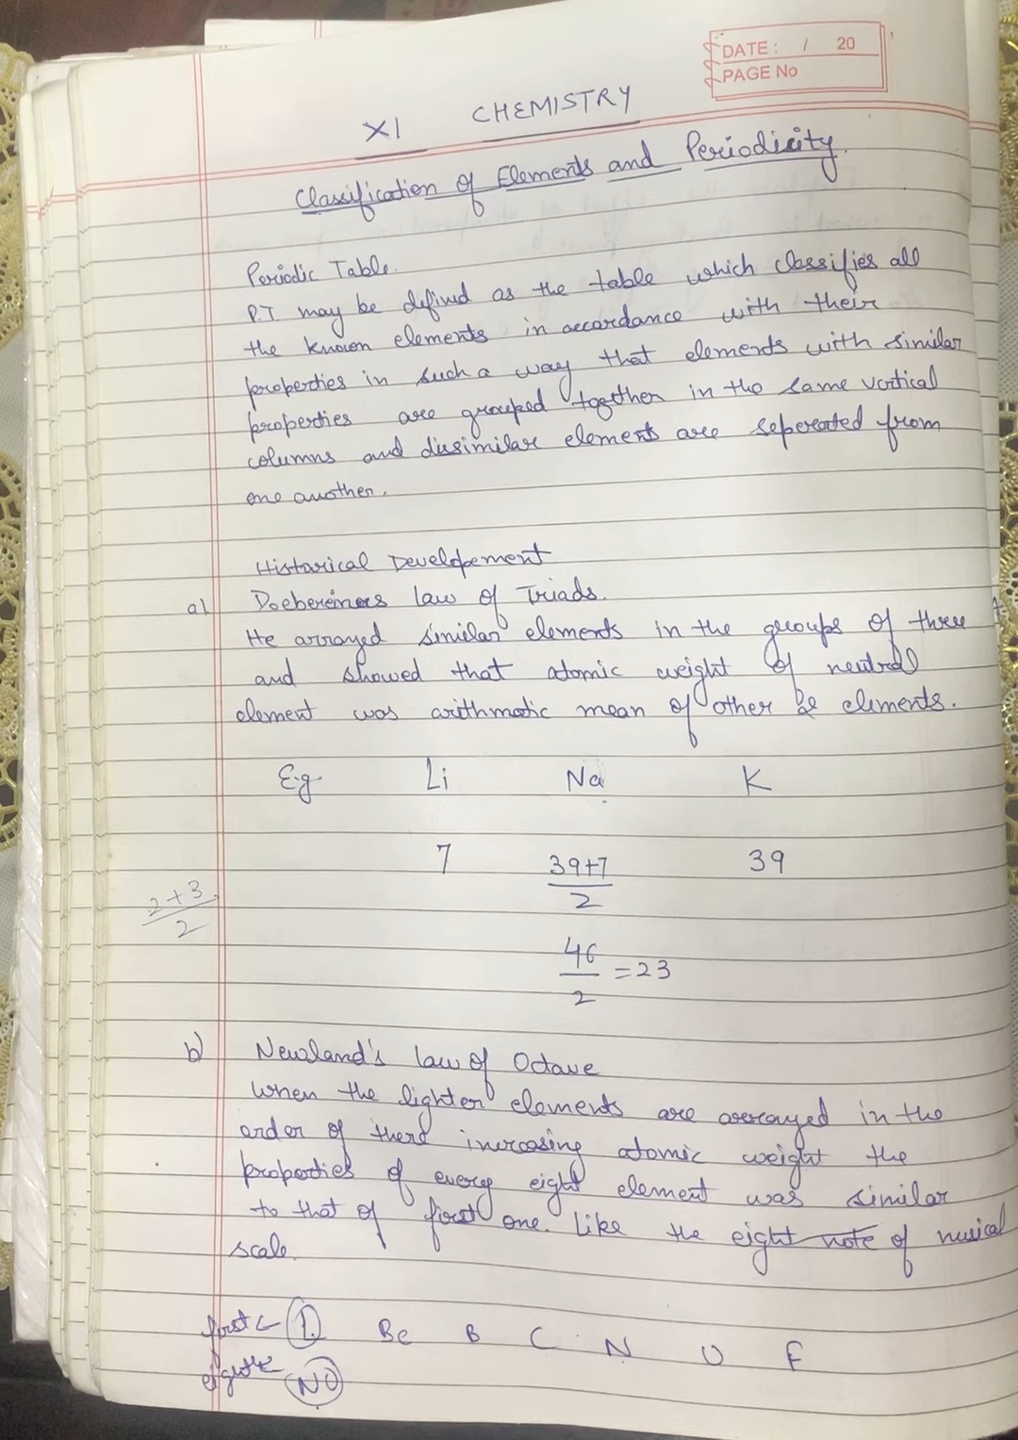 DATE: / 20
PAGE No
XI CHEMISTRY
Classification of Elements and Periodicity.
Periodic Table.
P.T may be defined as the table which classifies all
the known elements in accordance with their
properties in such a way that elements with similar
properties are grouped together in the same vertical
columns and dissimilar elements are seperated from
one another.
Historical Developement
a) Doebereiners law of Triads.
He arranged similar elements in the groups of three
and showed that atomic weight of neutral
element was arithmatic mean of other elements.
E.g. Li Na K
7 39+7/2 39
2+3/2
46/2 = 23
b) Newland's law of Octave
When the lighter elements are arranged in the
order of increasing atomic weight the
properties of every eight element was similar
to that of first one. Like the eight note of musical
scale.
first Be B C N O F